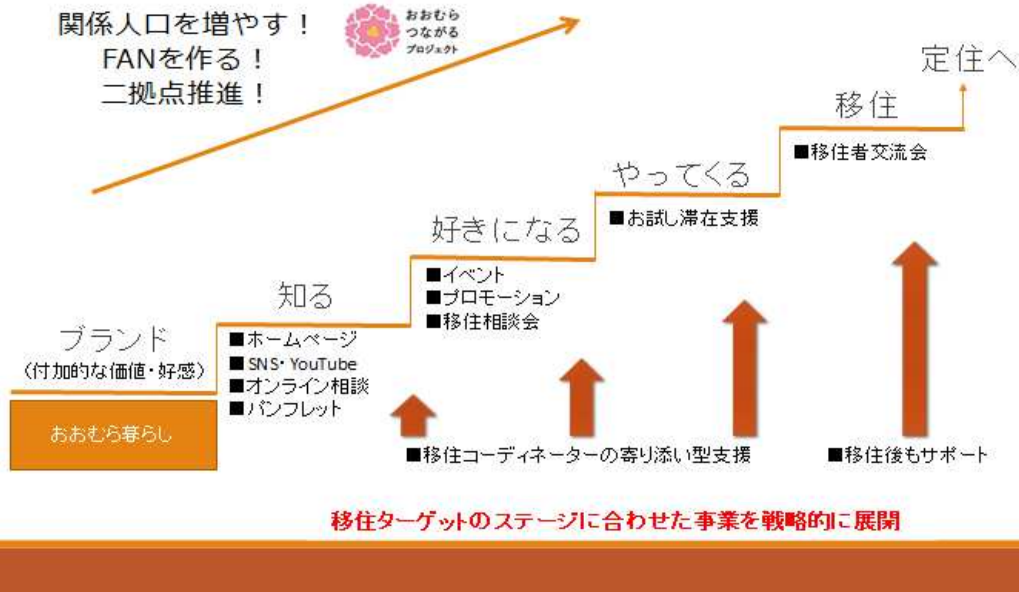 関係人口を増やす！
FANを作る！
二拠点推進！
おおむら
つながる
プロジェクト
定住へ
移住
■移住者交流会
やってくる
■お試し滞在支援
好きになる
■イベント
■プロモーション
■移住相談会
知る
■ホームページ
■SNS・YouTube
■オンライン相談
■パンフレット
ブランド
（付加的な価値・好感）
おおむら暮らし
■移住コーディネーターの寄り添い型支援
■移住後もサポート
移住ターゲットのステージに合わせた事業を戦略的に展開